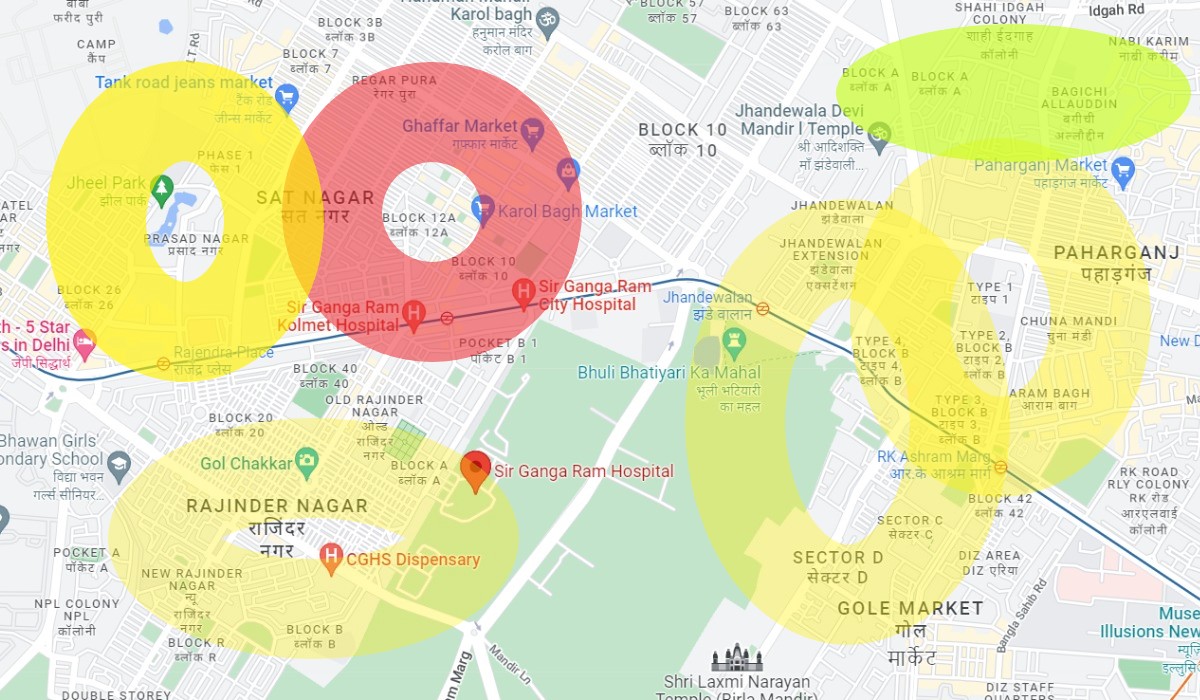 फरीद पुरी
BLOCK 3B
ब्लॉक 3B
Karol bagh
हनुमान मंदिर
करोल बाग
BLOCK 57
ब्लॉक 57
BLOCK 63
ब्लॉक 63
SHAHI IDGAH
COLONY
शाही ईदगाह
कॉलोनी
Idgah Rd
NABI KARIM
नाबी करीम
CAMP
कैंप
BLOCK 7
ब्लॉक 7
Tank road jeans market
टैंक रोड
जीन्स मार्केट
REGAR PURA
रेगर पुरा
BLOCK A
ब्लॉक A
BLOCK A
ब्लॉक A
BAGICHI
ALLAUDDIN
बगीची
अल्लौद्दीन
Ghaffar Market
गफ्फार मार्केट
BLOCK 10
ब्लॉक 10
Jhandewala Devi
Mandir l Temple
श्री आदिशक्ति
माँ झंडेवाली...
PHASE 1
फेस 1
Jheel Park
झील पार्क
Paharganj Market
पहाड़गंज मार्केट
SAT NAGAR
सत नगर
BLOCK 12A
ब्लॉक 12A
Karol Bagh Market
JHANDEWALAN
झंडेवाला
PRASAD NAGAR
प्रसाद नगर
JHANDEWALAN
EXTENSION
झंडेवाला
एक्सटेंशन
PAHARGANJ
पहाड़गंज
BLOCK 10
ब्लॉक 10
BLOCK 26
ब्लॉक 26
Sir Ganga Ram
City Hospital
Sir Ganga Ram
Kolmet Hospital
Jhandewalan
झंडे वालान
TYPE 1
टाइप 1
CHUNA MANDI
चुना मंडी
th - 5 Star
s in Delhi
जेपी सिद्धार्थ
Rajendra Place
राजेंद्र प्लेस
POCKET B 1
पॉकेट B 1
TYPE 4,
BLOCK B
टाइप 4,
ब्लॉक B
TYPE 2,
BLOCK B
टाइप 2,
ब्लॉक B
New D
BLOCK 40
ब्लॉक 40
Bhuli Bhatiyari Ka Mahal
भूली भटियारी
का महल
ARAM BAGH
आराम बाग
OLD RAJINDER
NAGAR
ओल्ड
राजिंदर
नगर
TYPE 3,
BLOCK B
टाइप 3,
ब्लॉक B
BLOCK 20
ब्लॉक 20
Bhawan Girls'
ondary School
विद्या भवन
गर्ल्स सीनियर...
Gol Chakkar
BLOCK A
ब्लॉक A
Sir Ganga Ram Hospital
RK Ashram Marg
आर.के आश्रम मार्ग
RK ROAD
RLY COLONY
RK रोड
आरएलवाई
कॉलोनी
RAJINDER NAGAR
राजिंदर
नगर
BLOCK 42
ब्लॉक 42
SECTOR C
सेक्टर C
POCKET A
पॉकेट A
CGHS Dispensary
SECTOR D
सेक्टर D
DIZ AREA
DIZ एरिया
NEW RAJINDER
NAGAR
न्यू
राजिंदर
नगर
NPL COLONY
NPL
कॉलोनी
GOLE MARKET
गोल
मार्केट
Bangla Sahib Rd
Muse
Illusions New
BLOCK B
ब्लॉक B
BLOCK R
ब्लॉक R
Mandir Ln
Shri Laxmi Narayan
Temple (Birla Mandir)
DOUBLE STOREY
DIZ STAFF
QUARTERS